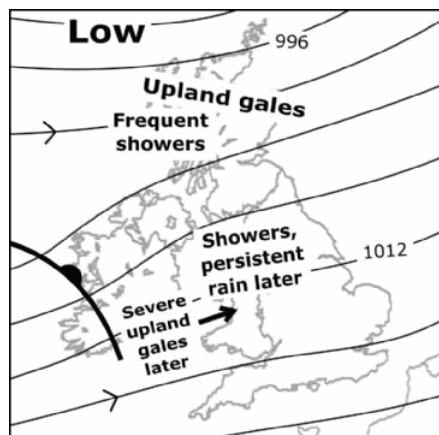 Low
996
Upland gales
Frequent
showers
Showers,
persistent
rain later
1012
Severe
upland
gales
later